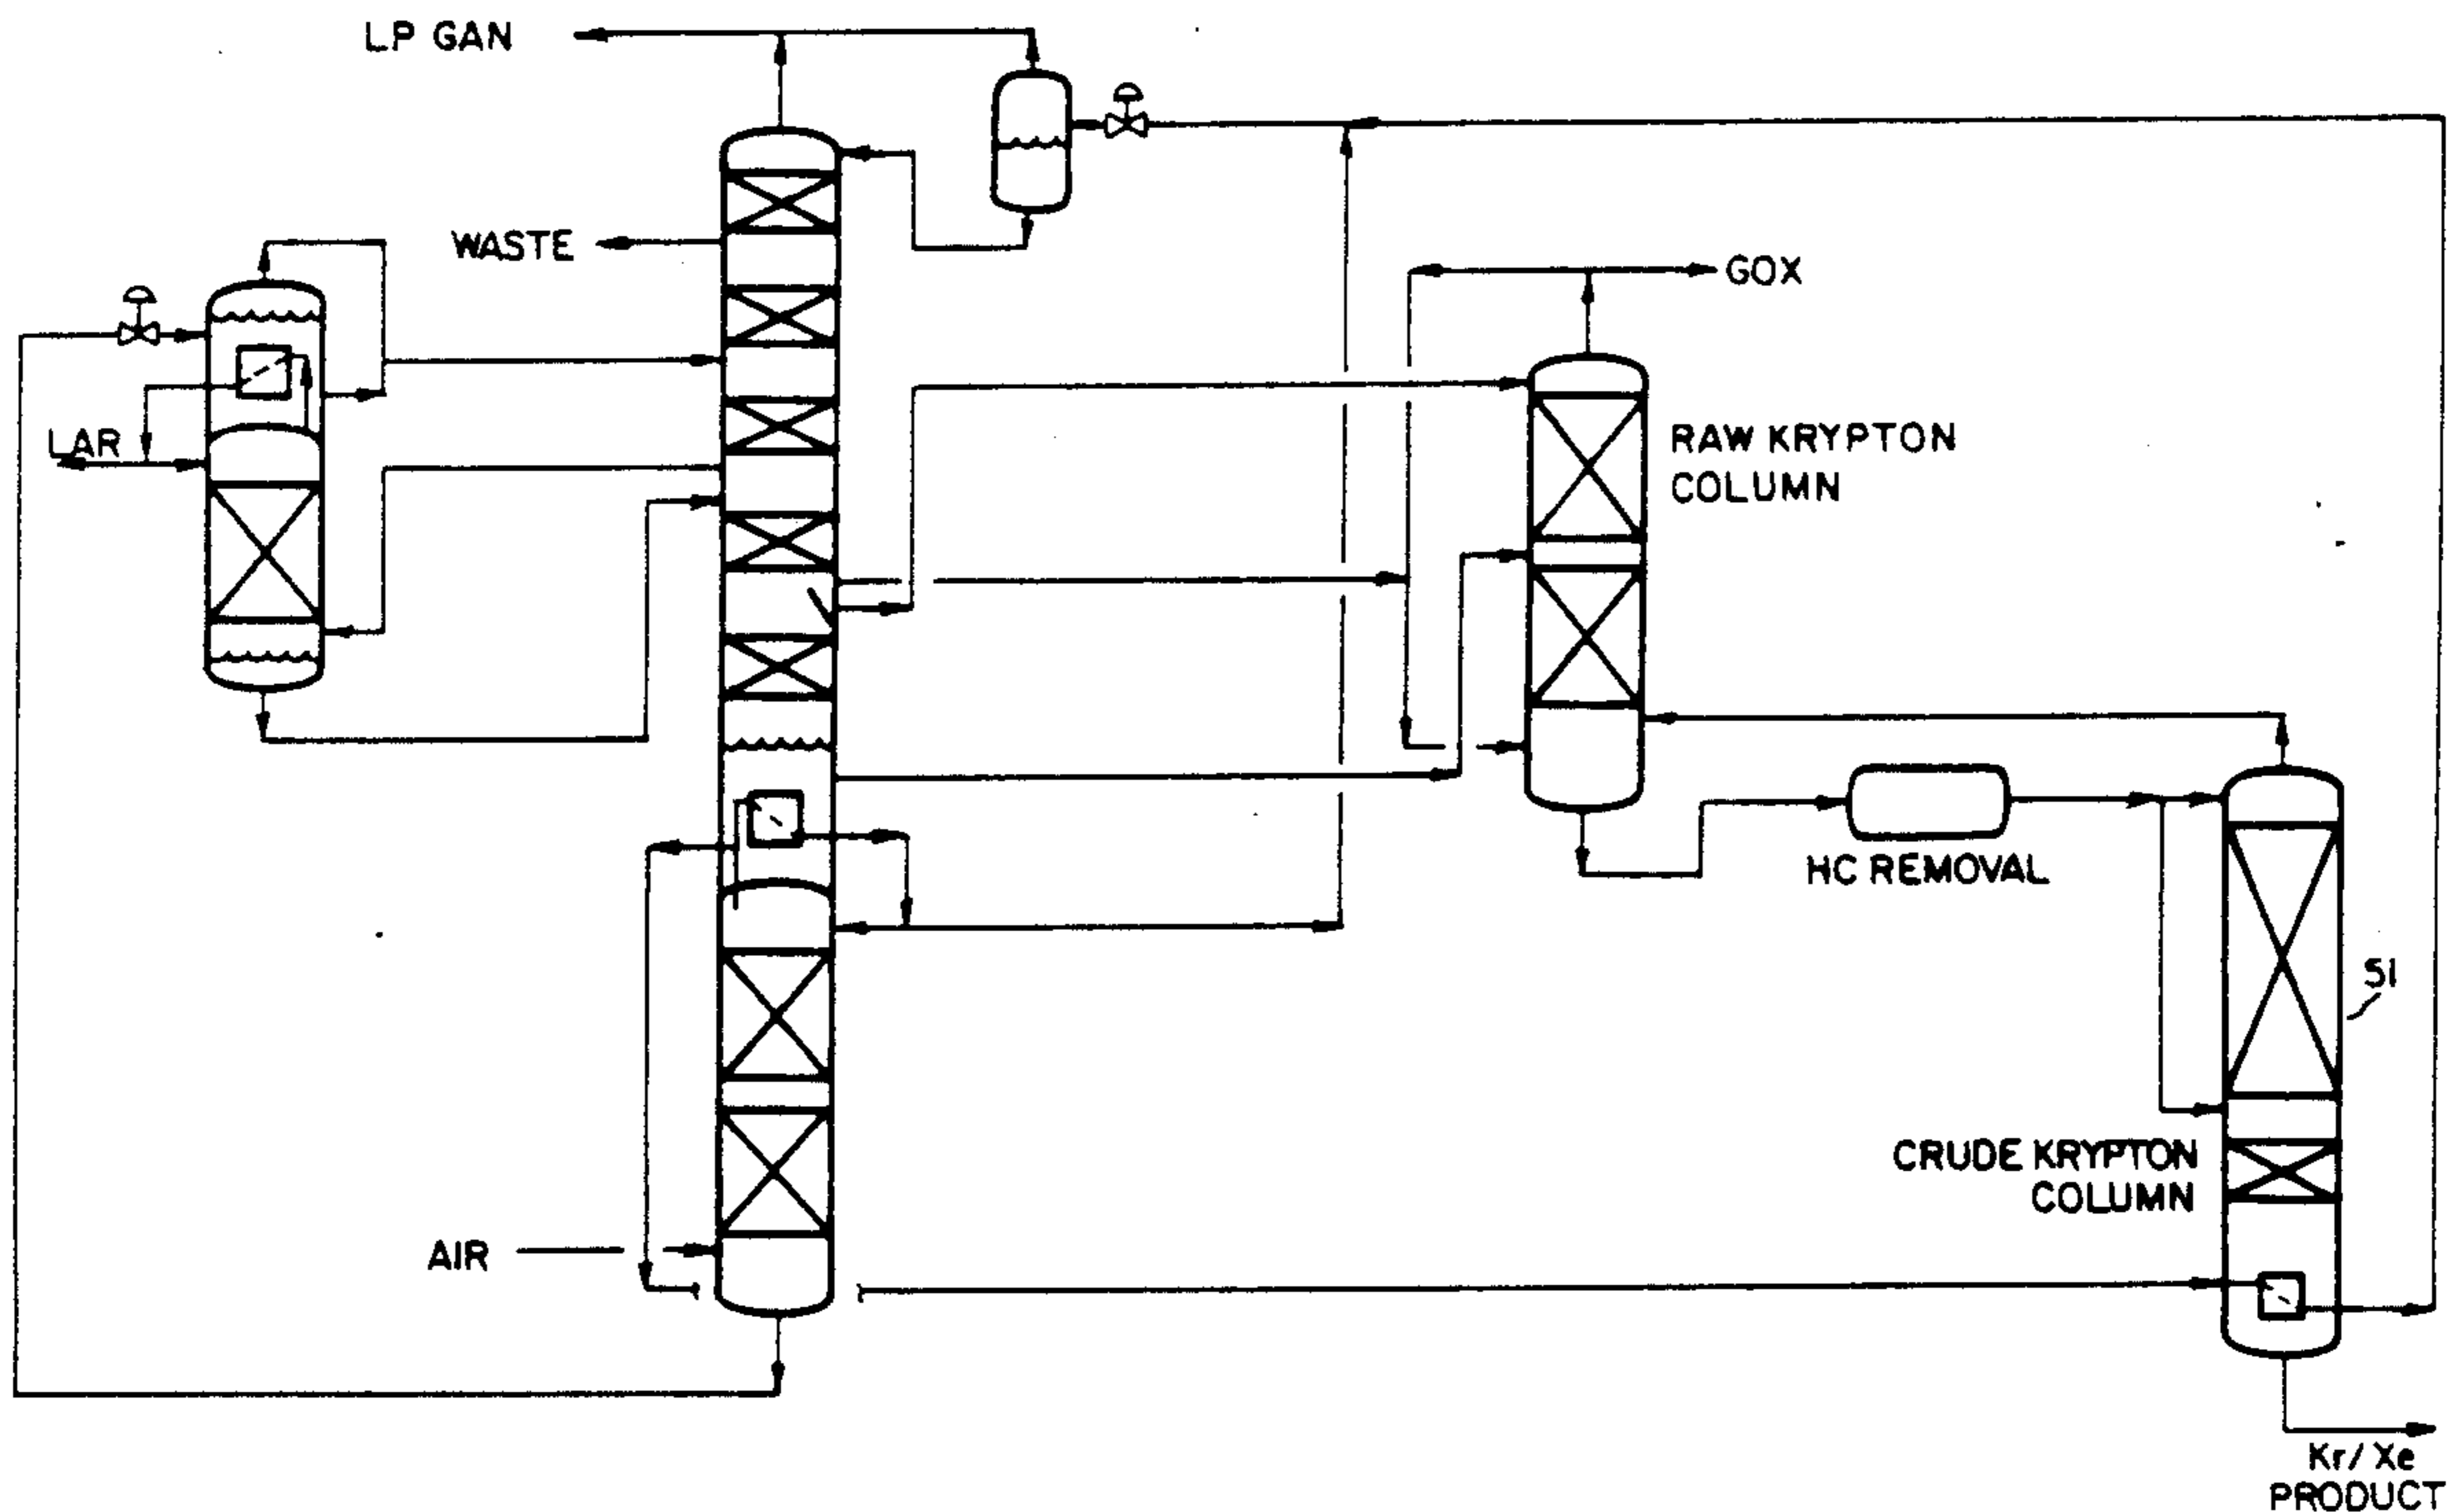 LP GAN
WASTE
GOX
LAR
RAW KRYPTON
COLUMN
HC REMOVAL
51
CRUDE KRYPTON
COLUMN
AIR
Kr/Xe
PRODUCT